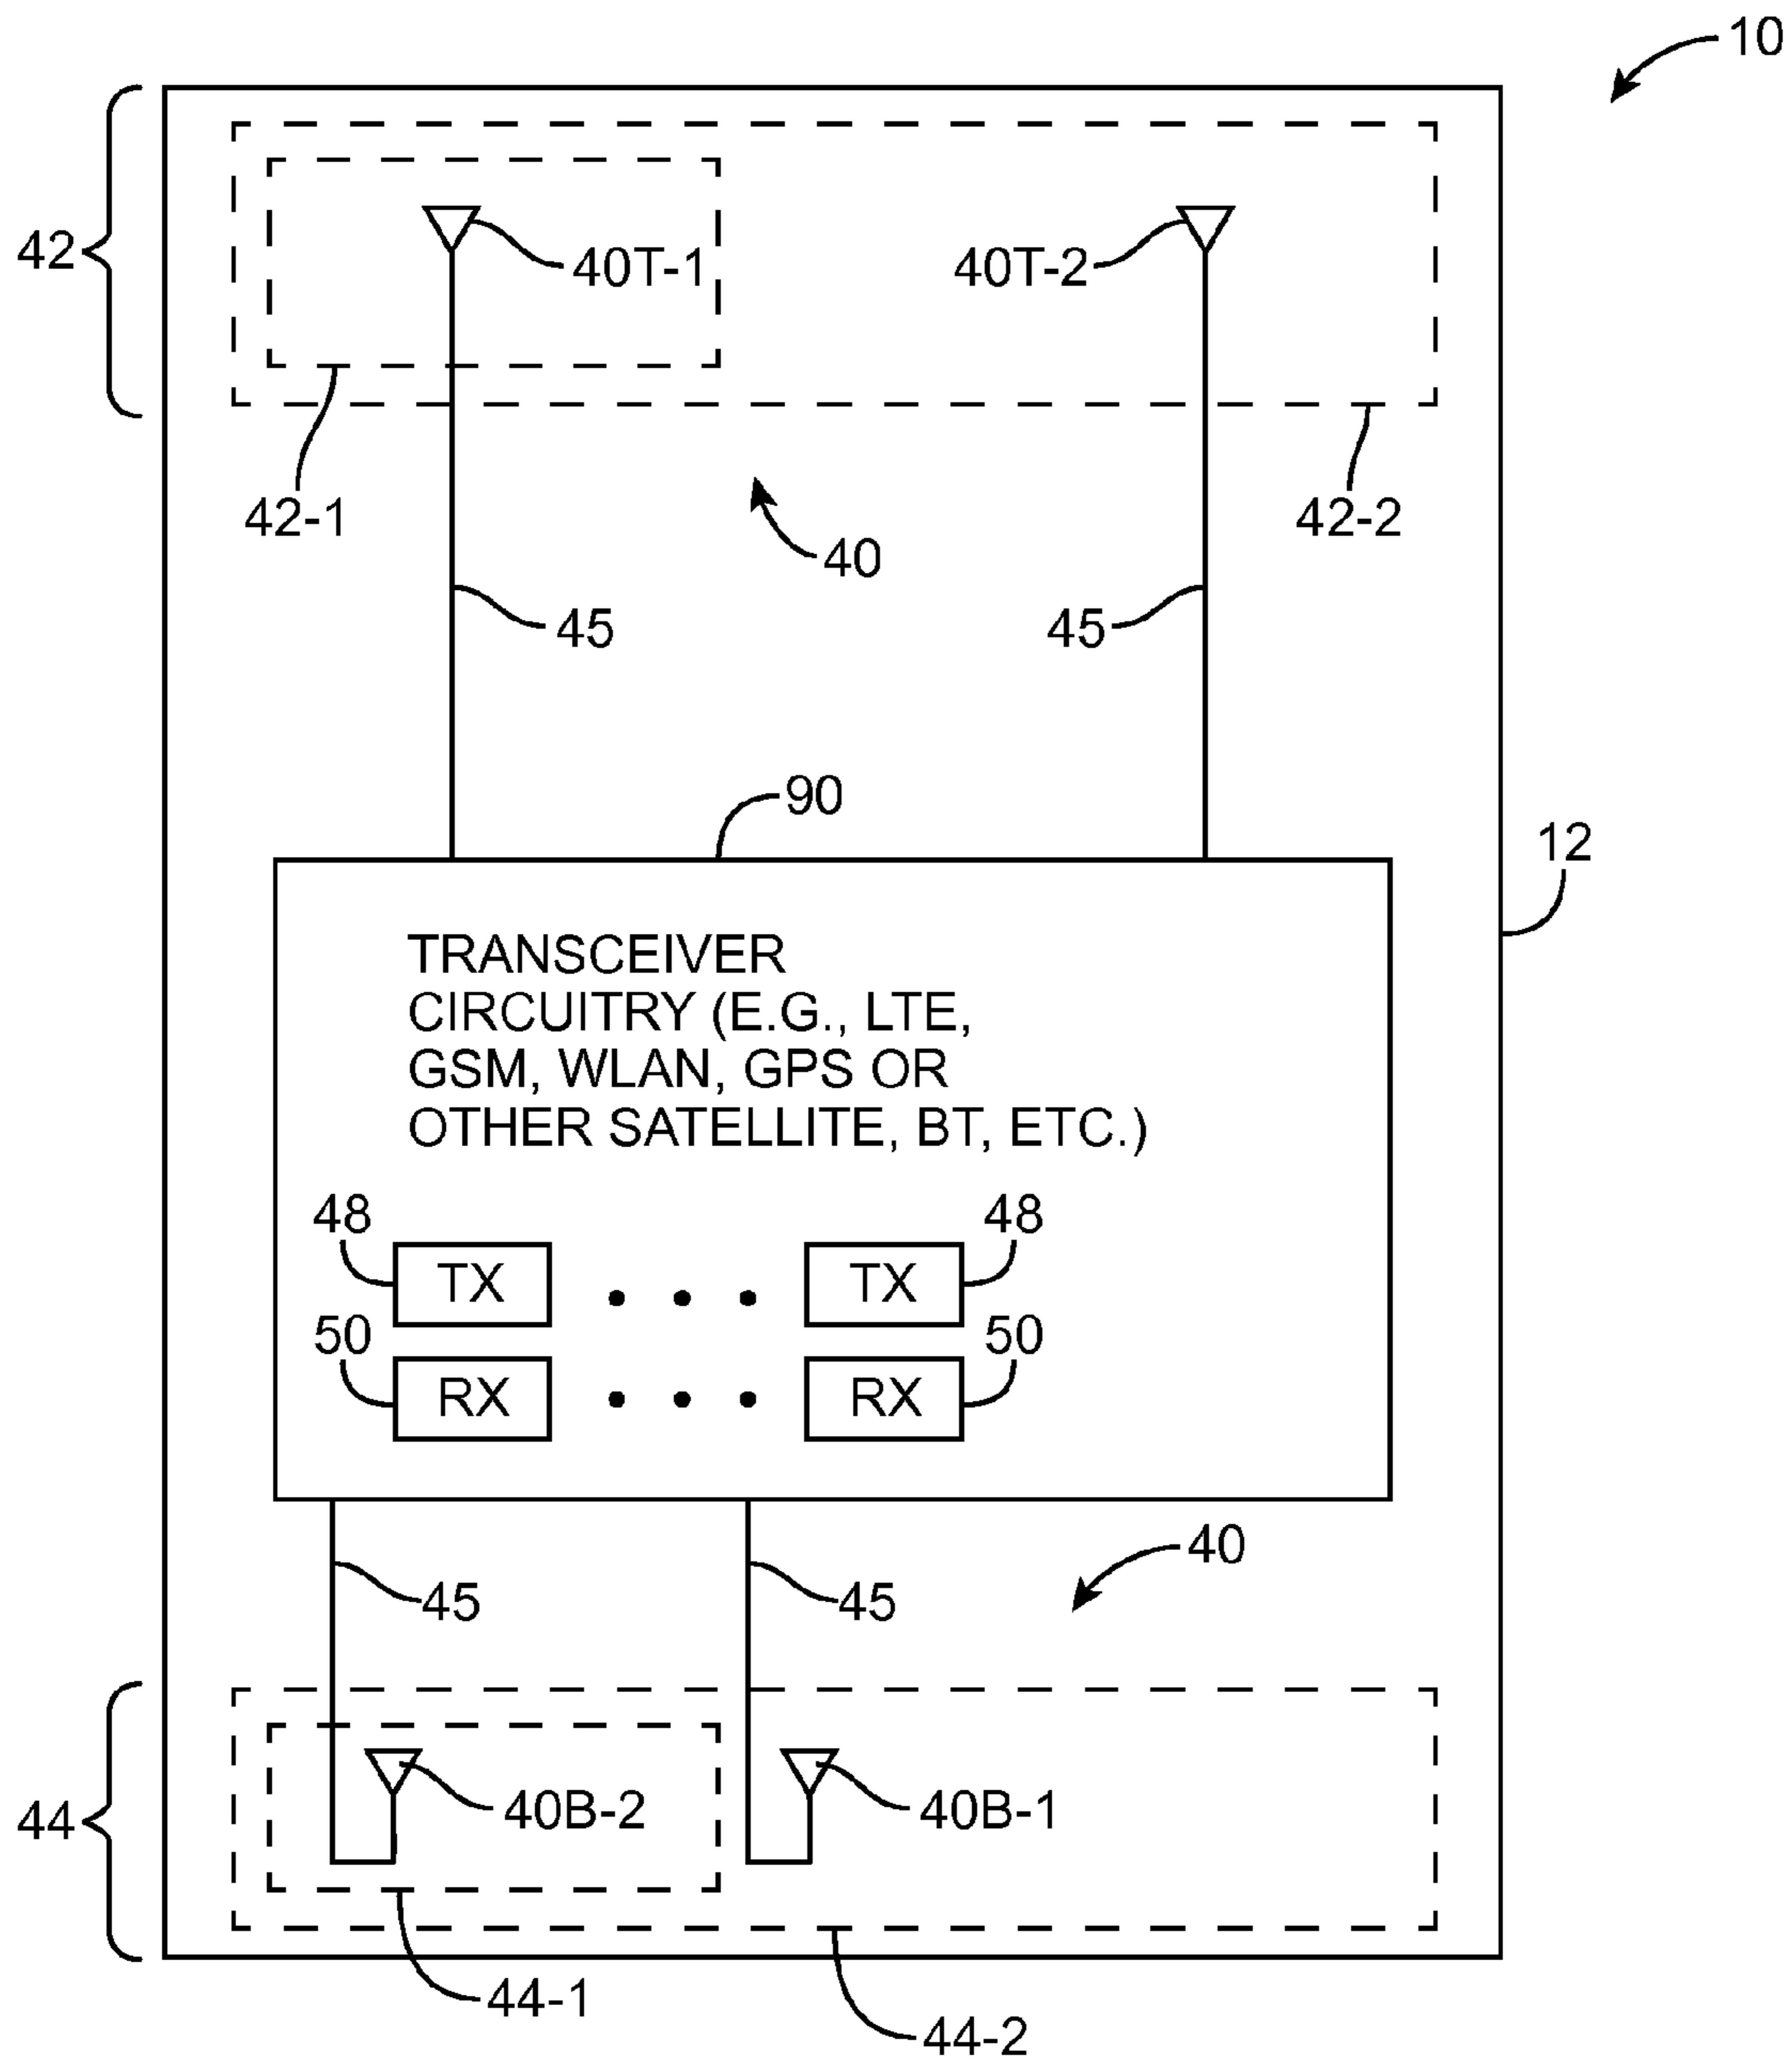 10
42
40T-1
40T-2
42-1
42-2
40
45
45
90
12
TRANSCEIVER
CIRCUITRY (E.G., LTE,
GSM, WLAN, GPS OR
OTHER SATELLITE, BT, ETC.)
48
48
TX
TX
50
50
RX
RX
40
45
45
44
40B-2
40B-1
44-1
44-2